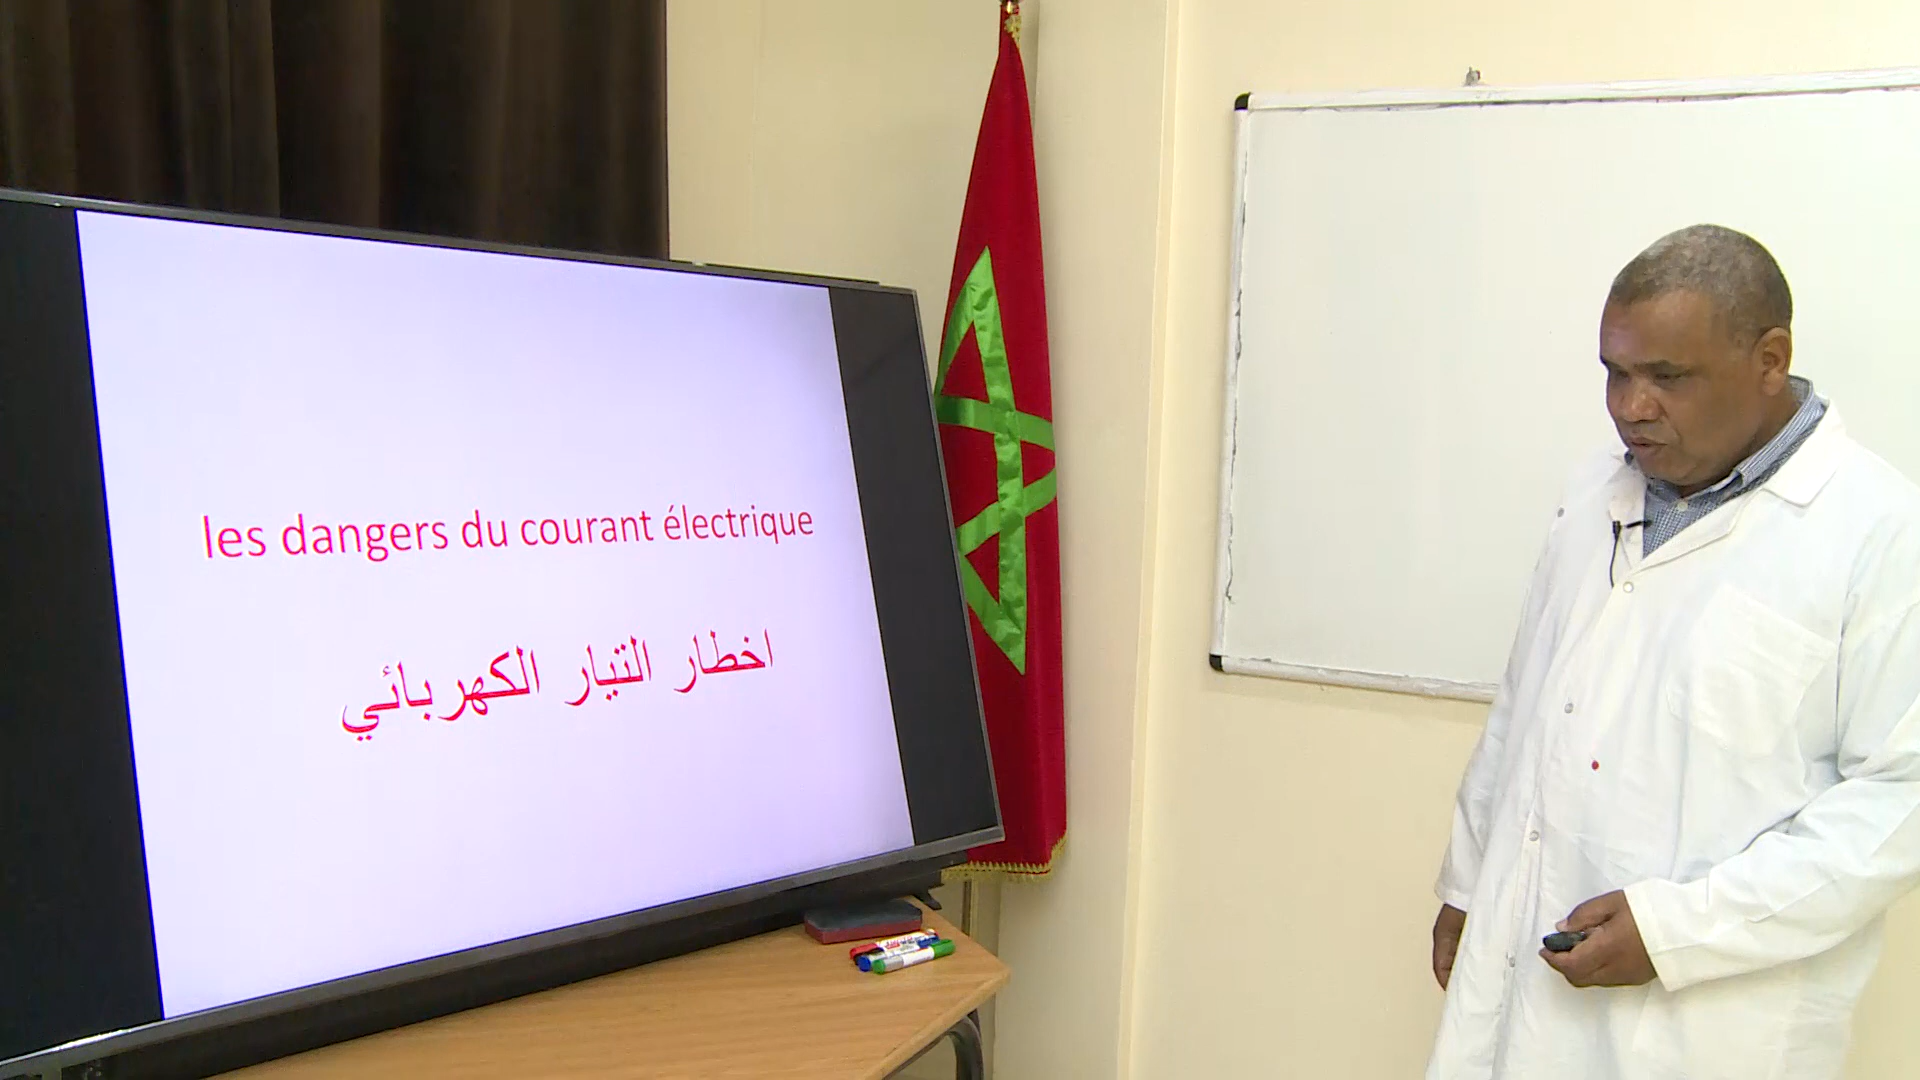 les dangers du courant électrique
اخطار التيار الكهربائي